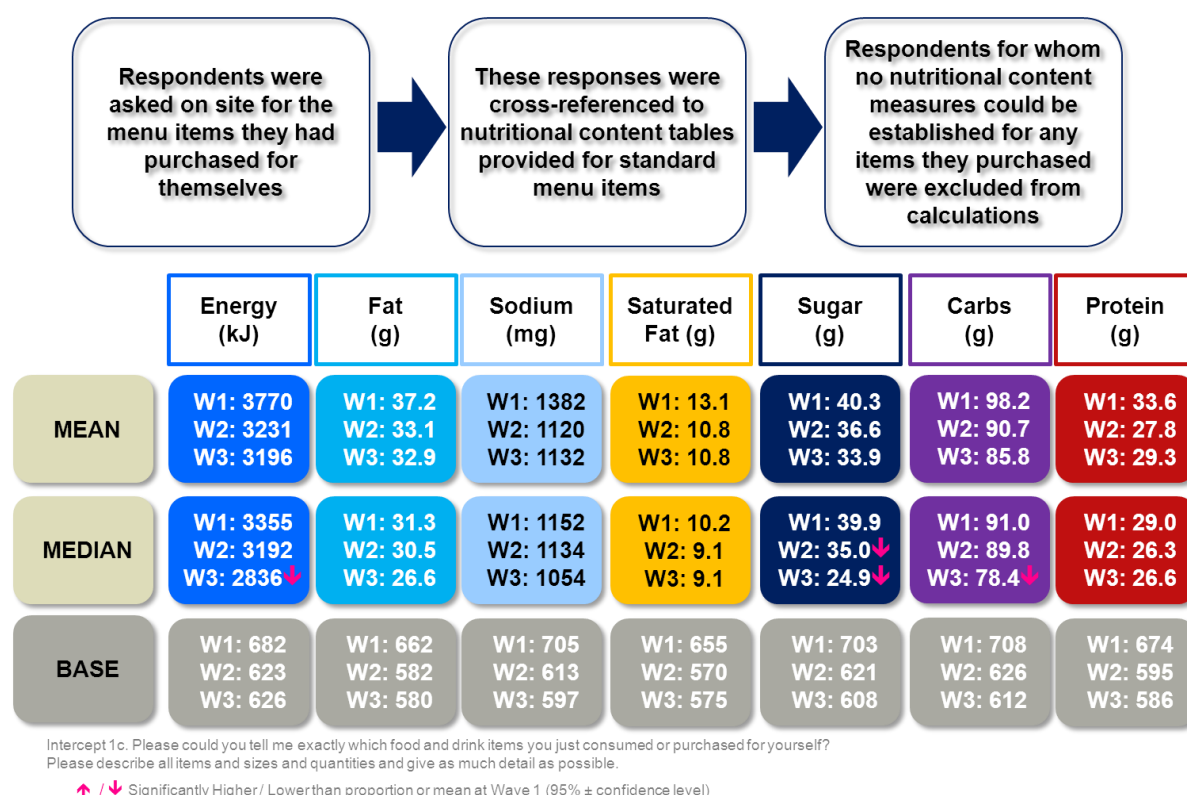 Respondents were
asked on site for the
menu items they had
purchased for
themselves
These responses were
cross-referenced to
nutritional content tables
provided for standard
menu items
Respondents for whom
no nutritional content
measures could be
established for any
items they purchased
were excluded from
calculations
Energy
(kJ)
Fat
(g)
Sodium
(mg)
Saturated
Fat (g)
Sugar
(g)
Carbs
(g)
Protein
(g)
MEAN
W1: 3770
W2: 3231
W3: 3196
W1: 37.2
W2: 33.1
W3: 32.9
W1: 1382
W2: 1120
W3: 1132
W1: 13.1
W2: 10.8
W3: 10.8
W1: 40.3
W2: 36.6
W3: 33.9
W1: 98.2
W2: 90.7
W3: 85.8
W1: 33.6
W2: 27.8
W3: 29.3
MEDIAN
W1: 3355
W2: 3192
W3: 2836↓
W1: 31.3
W2: 30.5
W3: 26.6
W1: 1152
W2: 1134
W3: 1054
W1: 10.2
W2: 9.1
W3: 9.1
W1: 39.9
W2: 35.0↓
W3: 24.9↓
W1: 91.0
W2: 89.8
W3: 78.4↓
W1: 29.0
W2: 26.3
W3: 26.6
BASE
W1: 682
W2: 623
W3: 626
W1: 662
W2: 582
W3: 580
W1: 705
W2: 613
W3: 597
W1: 655
W2: 570
W3: 575
W1: 703
W2: 621
W3: 608
W1: 708
W2: 626
W3: 612
W1: 674
W2: 595
W3: 586
Intercept 1c. Please could you tell me exactly which food and drink items you just consumed or purchased for yourself?
Please describe all items and sizes and quantities and give as much detail as possible.
↑ / ↓ Significantly Higher / Lower than proportion or mean at Wave 1 (95% ± confidence level)